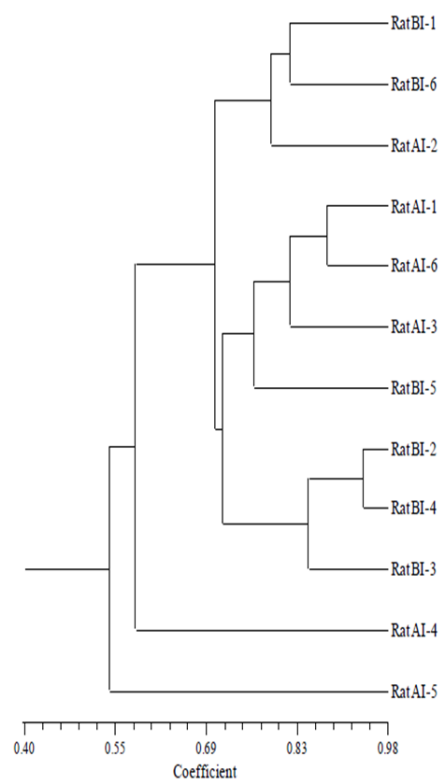 RatBI-1
RatBI-6
RatAI-2
RatAI-1
RatAI-6
RatAI-3
RatBI-5
RatBI-2
RatBI-4
RatBI-3
RatAI-4
RatAI-5
0.40 0.55 0.69 0.83 0.98
Coefficient